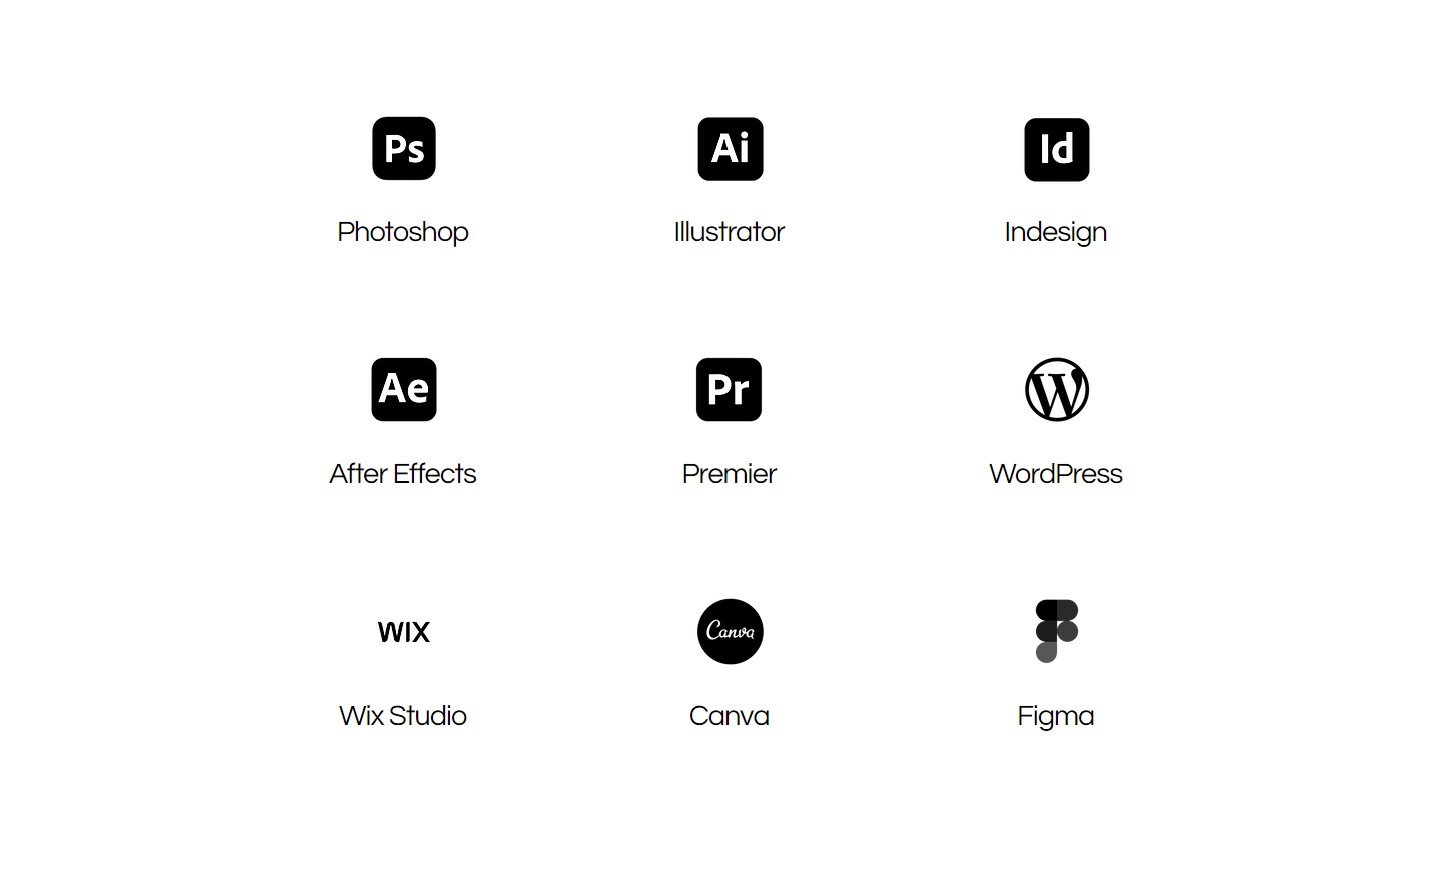 Ps Ai Id
Photoshop Illustrator Indesign
Ae Pr W
After Effects Premier WordPress
WIX Canva
Wix Studio Canva Figma